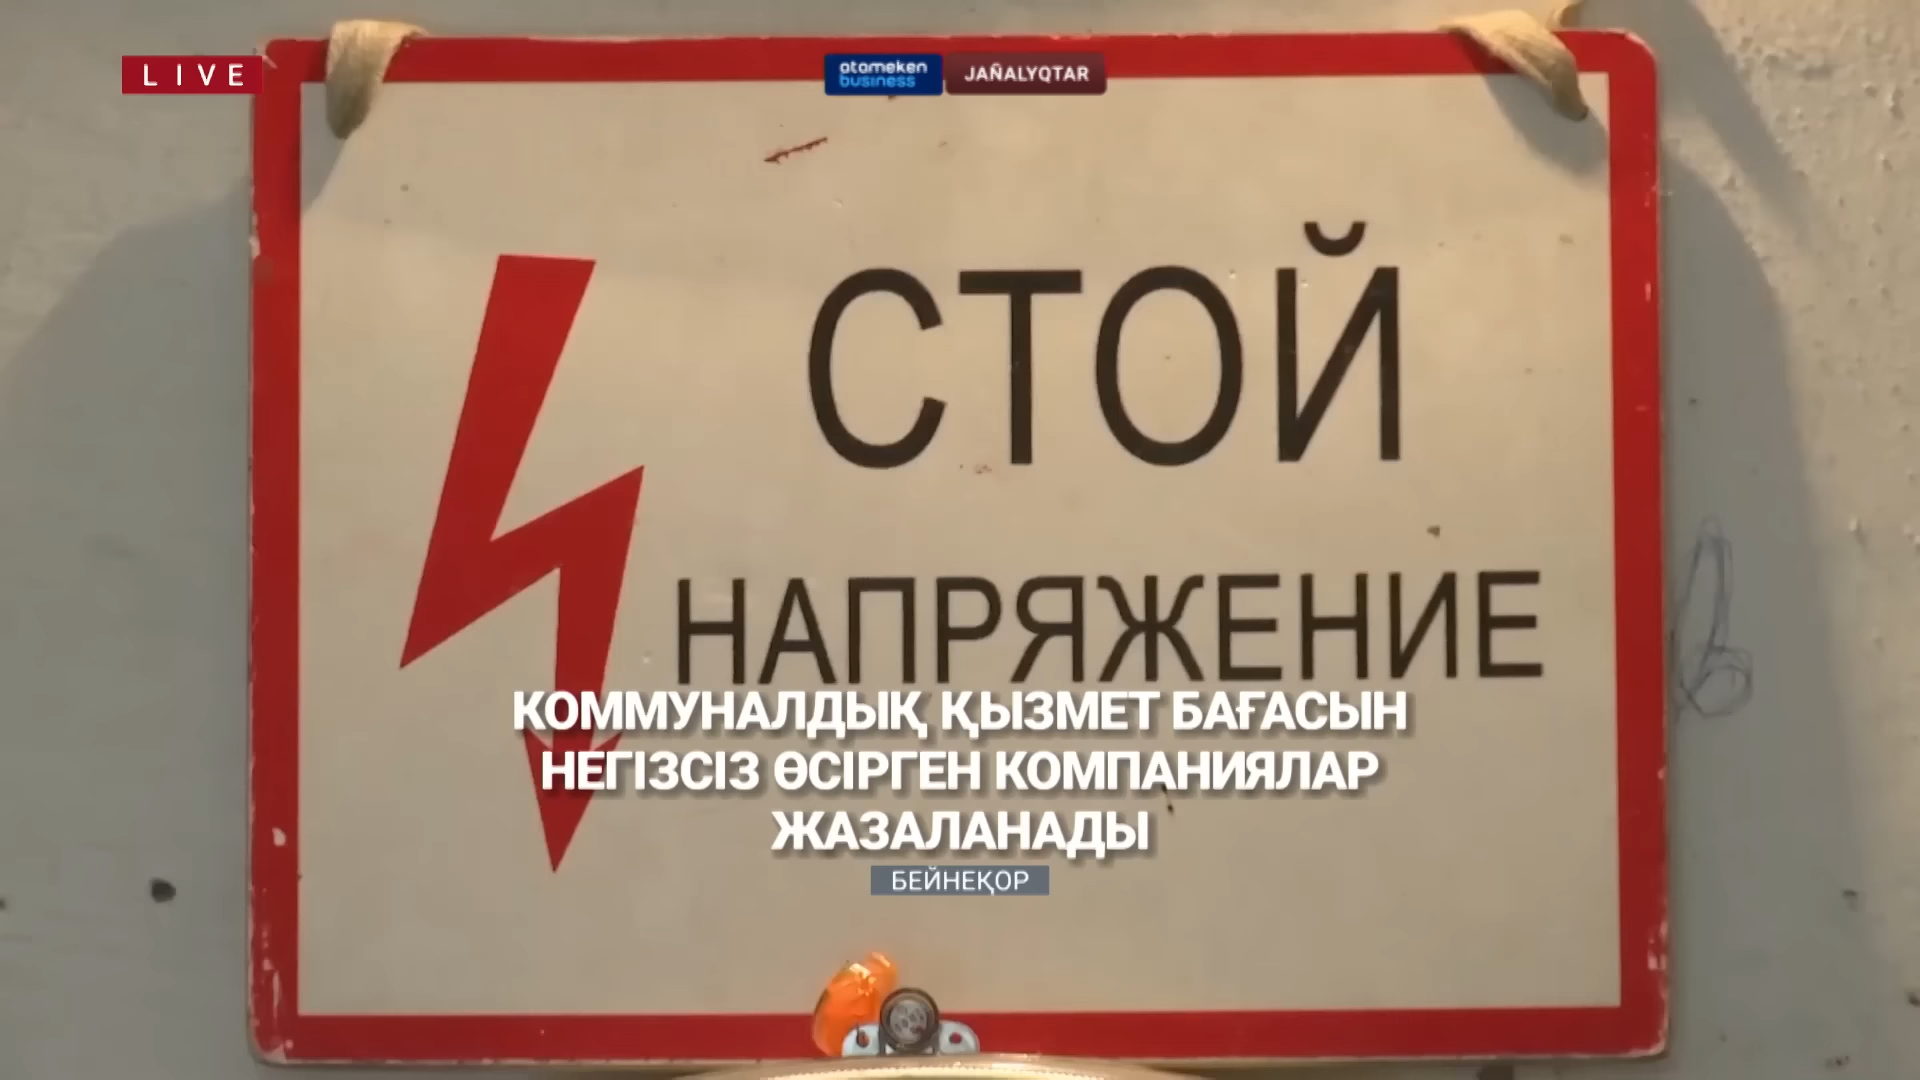 LIVE
atameken
business
JAÑALYQTAR
СТОЙ
НАПРЯЖЕНИЕ
КОММУНАЛДЫҚ ҚЫЗМЕТ БАҒАСЫН
НЕГІЗСІЗ ӨСІРГЕН КОМПАНИЯЛАР
ЖАЗАЛАНАДЫ
БЕЙНЕҚОР